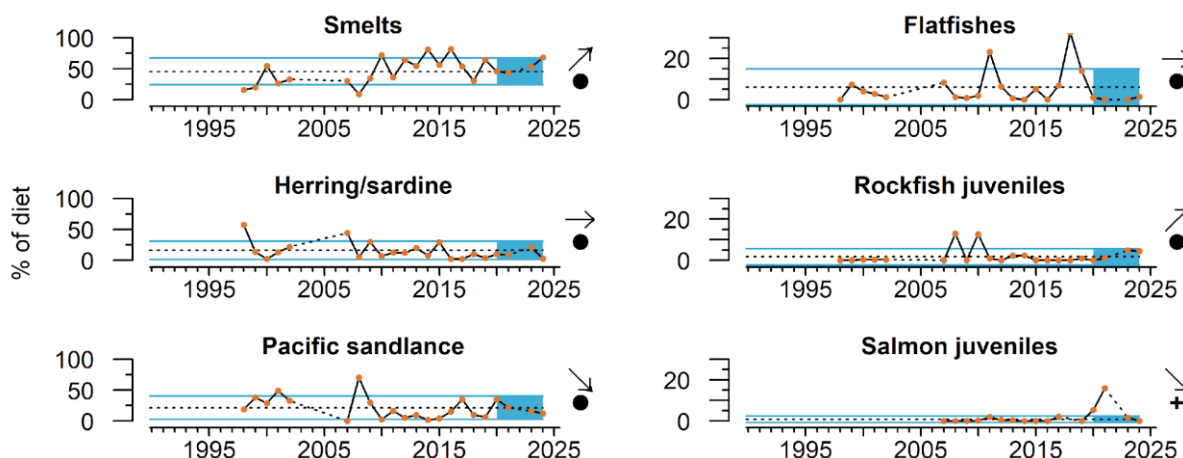 Smelts
100
50
0
1995 2005 2015 2025
Flatfishes
20
0
1995 2005 2015 2025
% of diet
Herring/sardine
100
50
0
1995 2005 2015 2025
Rockfish juveniles
20
0
1995 2005 2015 2025
Pacific sandlance
100
50
0
1995 2005 2015 2025
Salmon juveniles
20
0
+
1995 2005 2015 2025